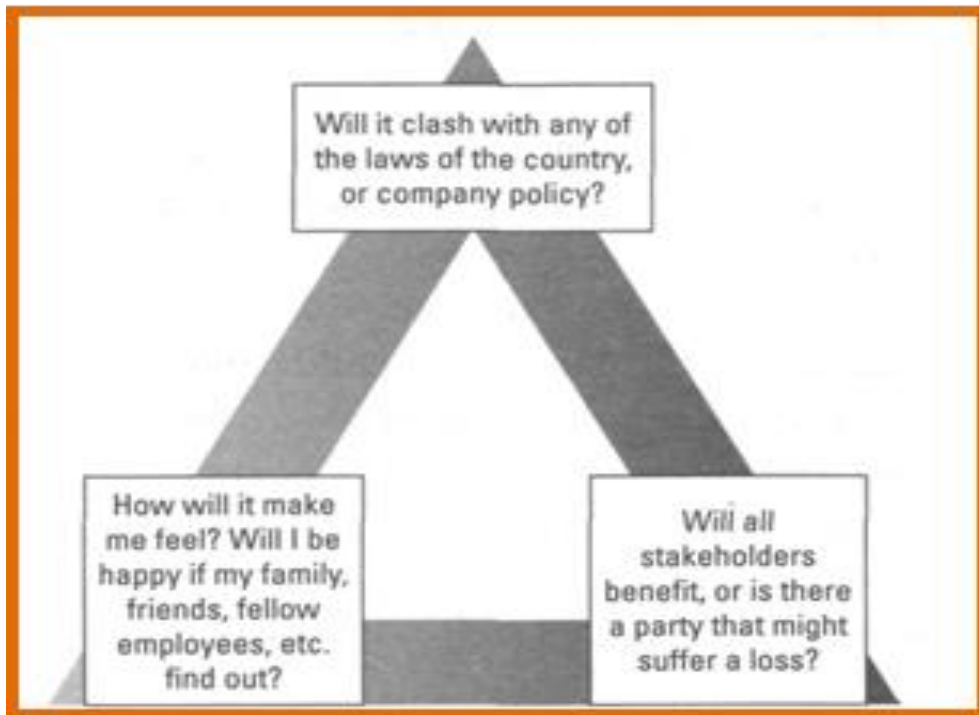 Will it clash with any of
the laws of the country,
or company policy?
How will it make
me feel? Will I be
happy if my family,
friends, fellow
employees, etc.
find out?
Will all
stakeholders
benefit, or is there
a party that might
suffer a loss?